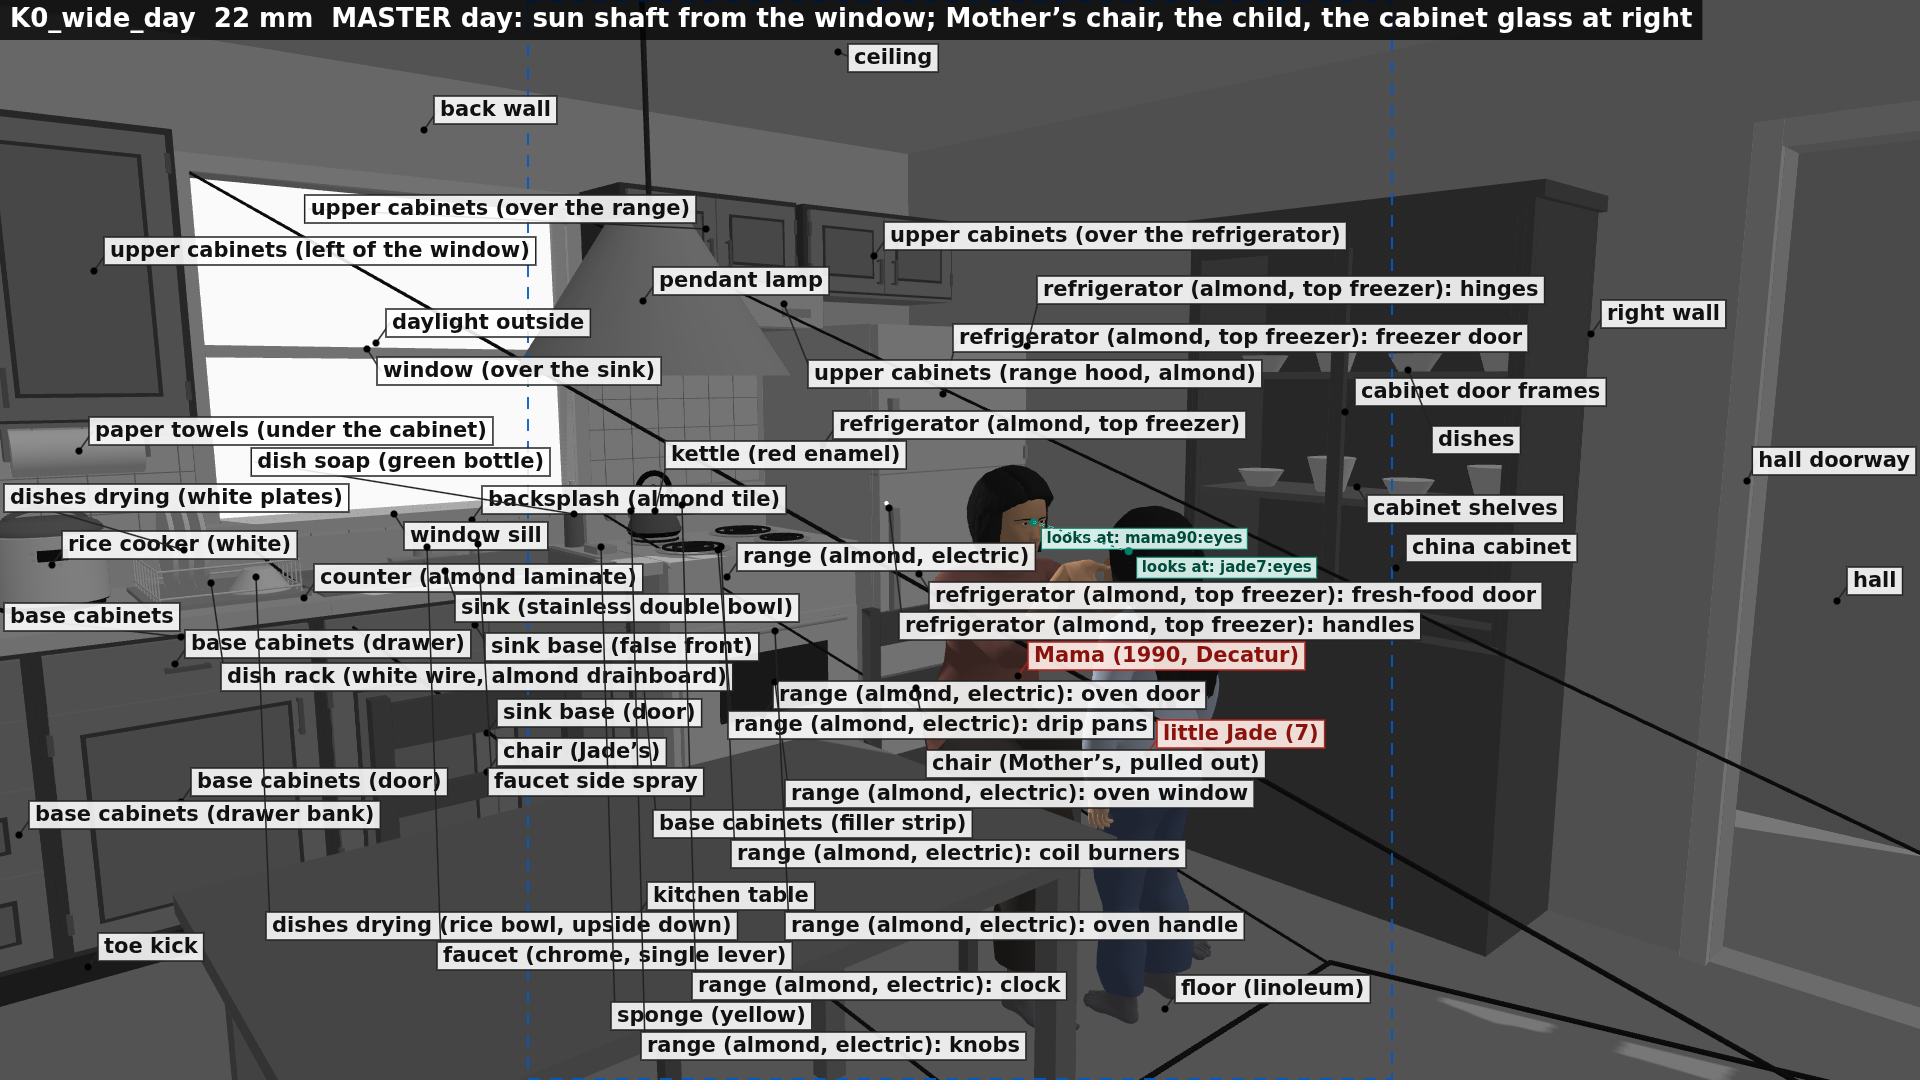 K0_wide_day  22 mm  MASTER day: sun shaft from the window; Mother’s chair, the child, the cabinet glass at right
ceiling
back wall
upper cabinets (over the range)
upper cabinets (over the refrigerator)
upper cabinets (left of the window)
pendant lamp
refrigerator (almond, top freezer): hinges
right wall
daylight outside
refrigerator (almond, top freezer): freezer door
window (over the sink)
upper cabinets (range hood, almond)
cabinet door frames
refrigerator (almond, top freezer)
paper towels (under the cabinet)
dishes
kettle (red enamel)
dish soap (green bottle)
hall doorway
dishes drying (white plates)
backsplash (almond tile)
cabinet shelves
window sill
looks at: mama90:eyes
rice cooker (white)
range (almond, electric)
china cabinet
looks at: jade7:eyes
counter (almond laminate)
hall
refrigerator (almond, top freezer): fresh-food door
sink (stainless double bowl)
base cabinets
refrigerator (almond, top freezer): handles
base cabinets (drawer)
sink base (false front)
Mama (1990, Decatur)
dish rack (white wire, almond drainboard)
range (almond, electric): oven door
sink base (door)
range (almond, electric): drip pans
little Jade (7)
chair (Jade’s)
chair (Mother’s, pulled out)
base cabinets (door)
faucet side spray
range (almond, electric): oven window
base cabinets (drawer bank)
base cabinets (filler strip)
range (almond, electric): coil burners
kitchen table
dishes drying (rice bowl, upside down)
range (almond, electric): oven handle
toe kick
faucet (chrome, single lever)
range (almond, electric): clock
floor (linoleum)
sponge (yellow)
range (almond, electric): knobs